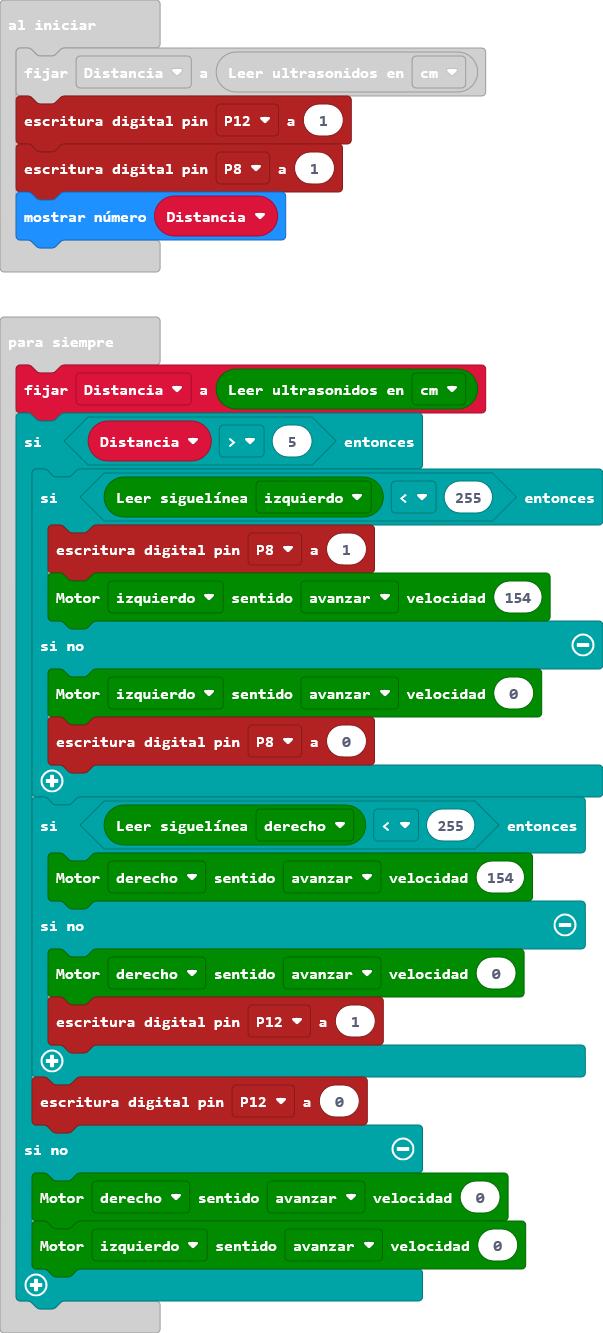 al iniciar
fijar Distancia a Leer ultrasonidos en cm
escritura digital pin P12 a 1
escritura digital pin P8 a 1
mostrar número Distancia
para siempre
fijar Distancia a Leer ultrasonidos en cm
si Distancia > 5 entonces
si Leer siguelínea izquierdo < 255 entonces
escritura digital pin P8 a 1
Motor izquierdo sentido avanzar velocidad 154
si no
Motor izquierdo sentido avanzar velocidad 0
escritura digital pin P8 a 0
si Leer siguelínea derecho < 255 entonces
Motor derecho sentido avanzar velocidad 154
si no
Motor derecho sentido avanzar velocidad 0
escritura digital pin P12 a 1
escritura digital pin P12 a 0
si no
Motor derecho sentido avanzar velocidad 0
Motor izquierdo sentido avanzar velocidad 0